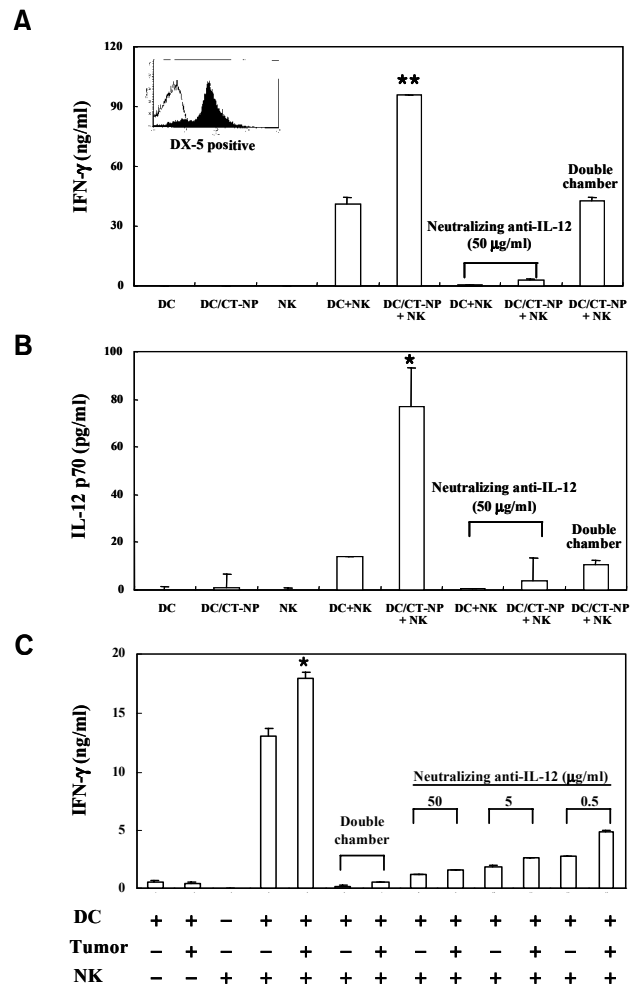 A
120
90
60
30
0
IFN-γ (ng/ml)
DX-5 positive
**
Neutralizing anti-IL-12
(50 μg/ml)
Double
chamber
DC DC/CT-NP NK DC+NK DC/CT-NP DC+NK DC/CT-NP DC/CT-NP
+ NK + NK + NK
B
100
80
60
40
20
0
IL-12 p70 (pg/ml)
*
Neutralizing anti-IL-12
(50 μg/ml)
Double
chamber
DC DC/CT-NP NK DC+NK DC/CT-NP DC+NK DC/CT-NP DC/CT-NP
+ NK + NK + NK
C
20
15
10
5
0
IFN-γ (ng/ml)
*
Double
chamber
Neutralizing anti-IL-12 (μg/ml)
50 5 0.5
DC + + − + + + + + + + + + +
Tumor − + − − + − + − + − + − +
NK − − + + + + + + + + + + +